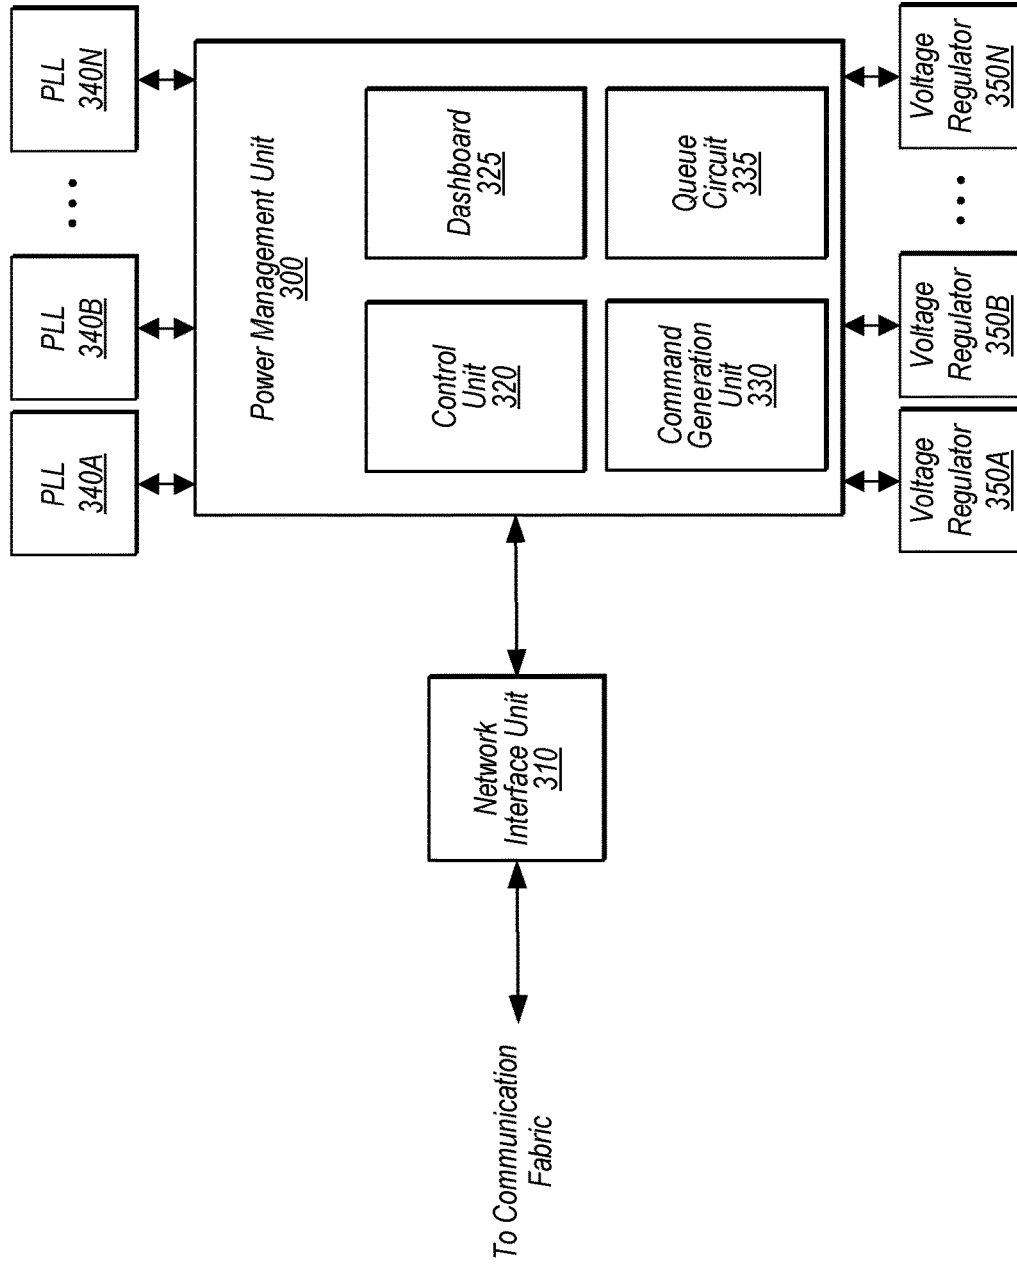 PLL
340A
PLL
340B
PLL
340N
Power Management Unit
300
Control
Unit
320
Dashboard
325
Command
Generation
Unit
330
Queue
Circuit
335
Voltage
Regulator
350A
Voltage
Regulator
350B
Voltage
Regulator
350N
Network
Interface Unit
310
To Communication
Fabric